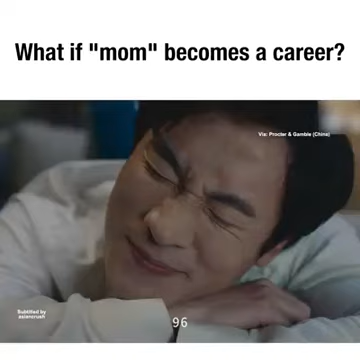 What if "mom" becomes a career?
Via: Procter & Gamble (China)
Subtitled by
asiancrush
96